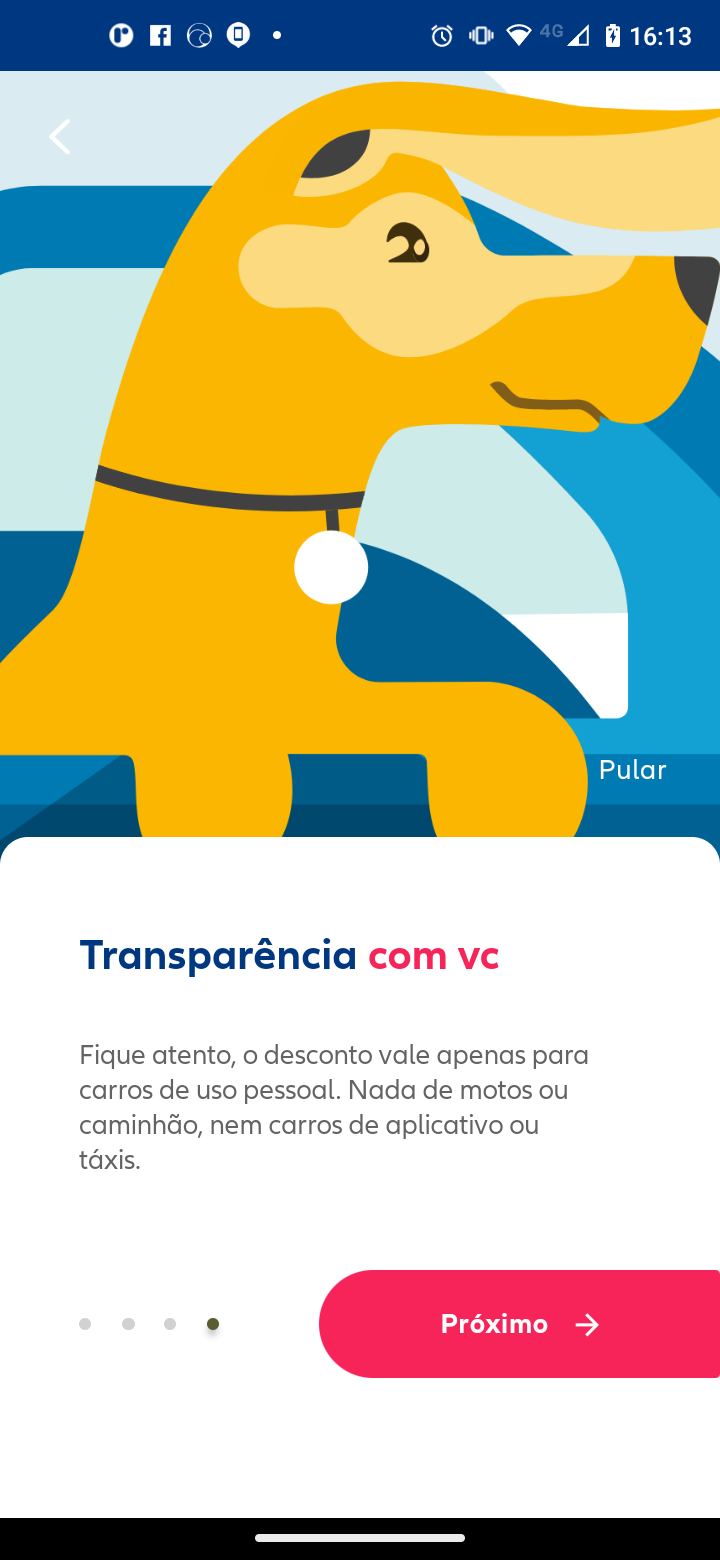 4G 16:13
Pular
Transparência com vc
Fique atento, o desconto vale apenas para
carros de uso pessoal. Nada de motos ou
caminhão, nem carros de aplicativo ou
táxis.
Próximo